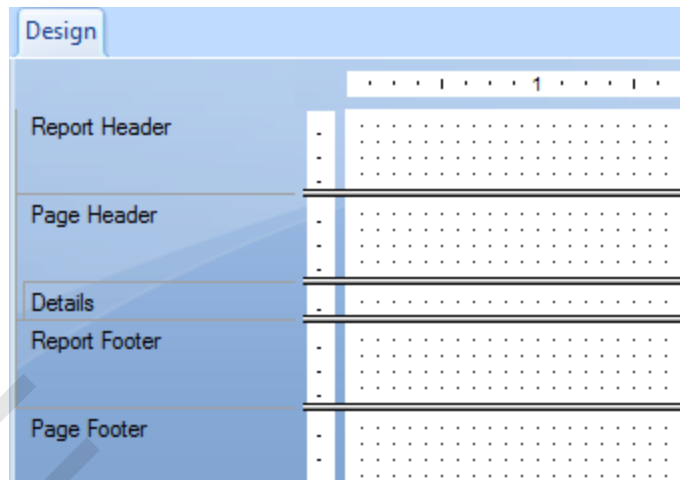 Design
1
Report Header
Page Header
Details
Report Footer
Page Footer